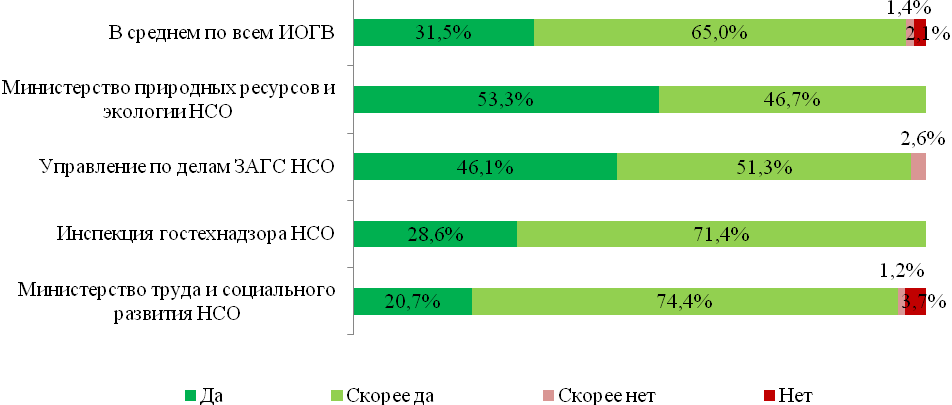 1,4%
В среднем по всем ИОГВ 31,5% 65,0% 2,1%
Министерство природных ресурсов и
экологии НСО
53,3% 46,7%
2,6%
Управление по делам ЗАГС НСО 46,1% 51,3%
Инспекция гостехнадзора НСО 28,6% 71,4%
1,2%
Министерство труда и социального
развития НСО
20,7% 74,4% 3,7%
Да Скорее да Скорее нет Нет